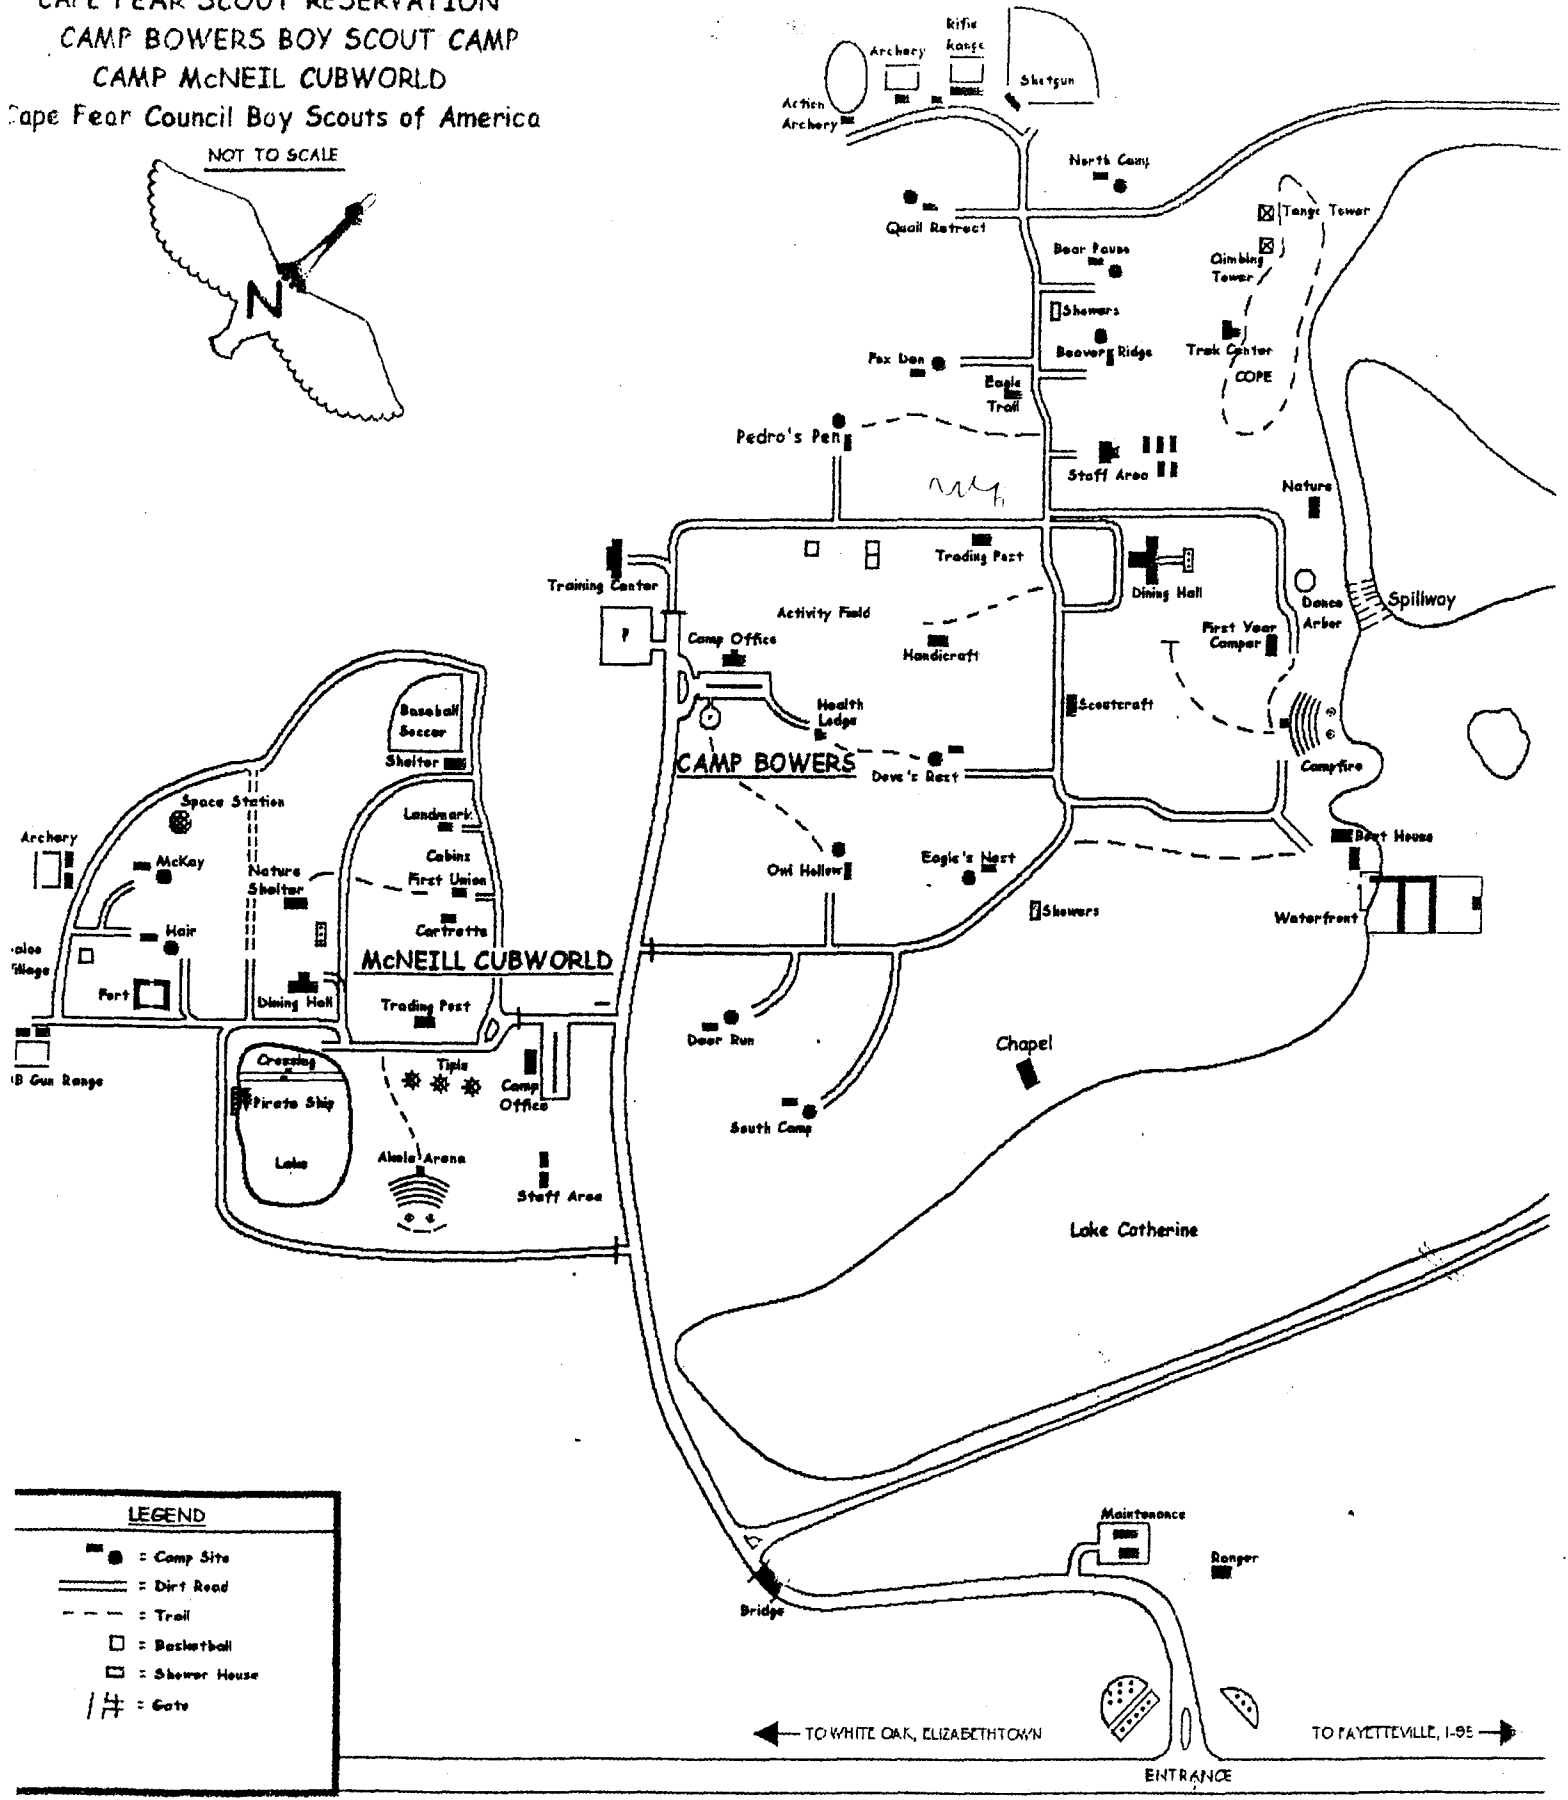 CAPE FEAR SCOUT RESERVATION
CAMP BOWERS BOY SCOUT CAMP
CAMP McNEIL CUBWORLD
Cape Fear Council Boy Scouts of America
NOT TO SCALE
N
Rifle
Range
Archery
Shotgun
Action
Archery
North Camp
Quail Retreat
Tango Tower
Bear Pause
Climbing
Tower
Showers
Beavers Ridge
Trek Center
COPE
Fox Den
Eagle
Trail
Pedro's Pen
Staff Area
Nature
Trading Post
Training Center
Dining Hall
Dance
Arbor
Spillway
Activity Field
P
Camp Office
Handicraft
First Year
Camper
Health
Lodge
Scoutcraft
Baseball
Soccer
Shelter
CAMP BOWERS
Dove's Rest
Campfire
Space Station
Landmark
Archery
McKay
Cabins
Nature
Shelter
First Union
Owl Hollow
Eagle's Nest
Boat House
Cartrette
Showers
Waterfront
Hair
McNEILL CUBWORLD
Fort
Dining Hall
Trading Post
Deer Run
Chapel
Crossing
Tipis
Camp
Office
B Gun Range
Pirate Ship
South Camp
Lake
Akela Arena
Staff Area
Lake Catherine
LEGEND
= Camp Site
= Dirt Road
= Trail
= Basketball
= Shower House
= Gate
Maintenance
Ranger
Bridge
TO WHITE OAK, ELIZABETHTOWN
TO FAYETTEVILLE, I-95
ENTRANCE